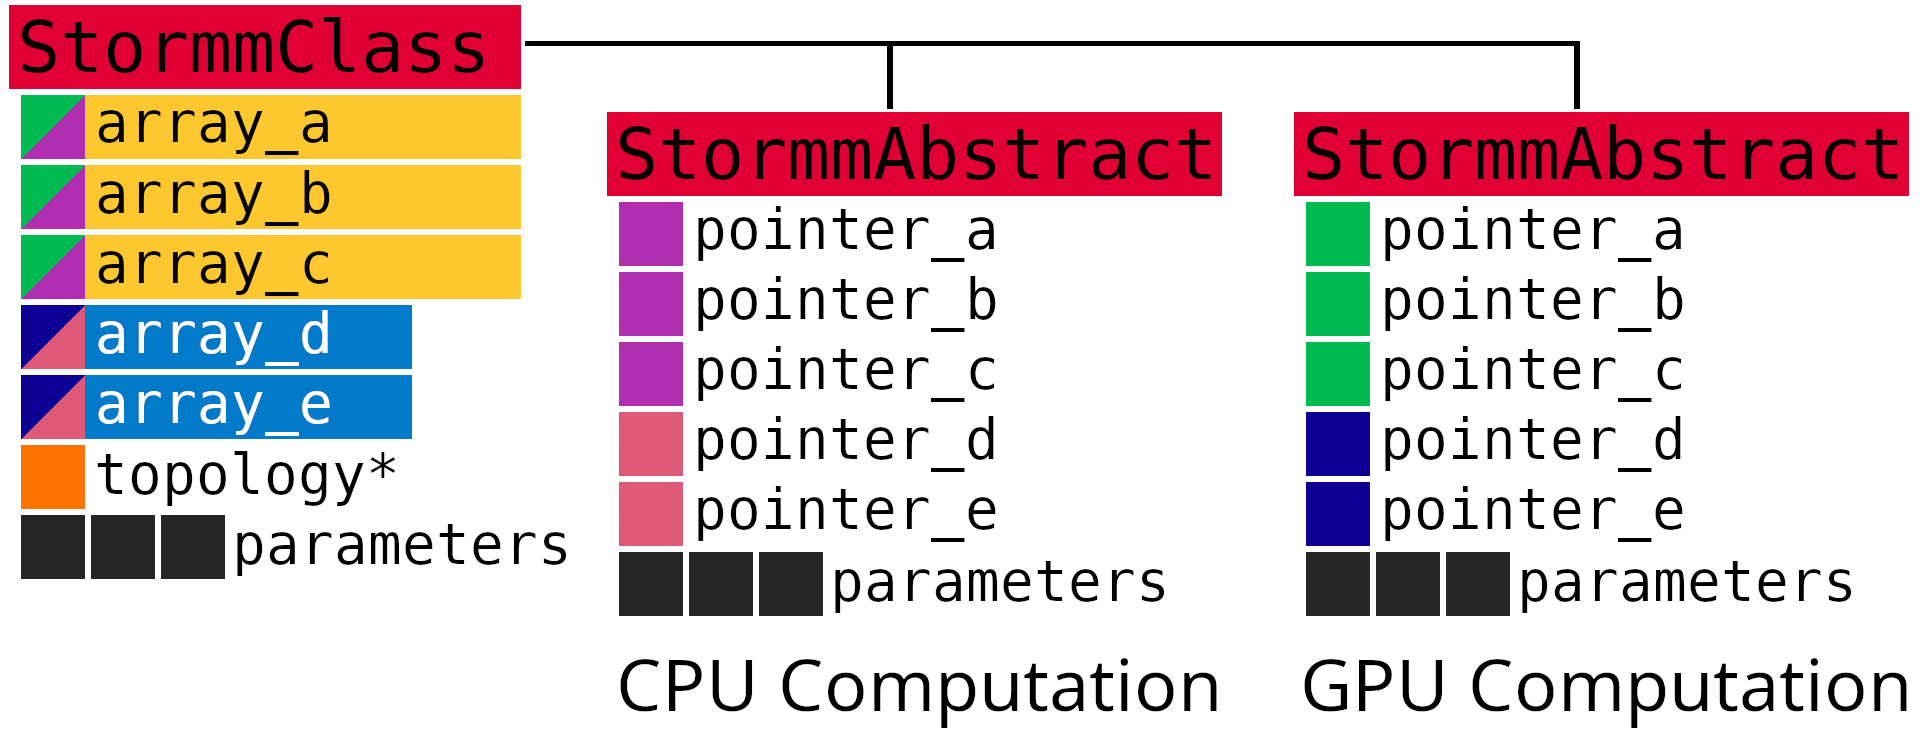 StormmClass
array_a
array_b
array_c
array_d
array_e
topology*
parameters
StormmAbstract
pointer_a
pointer_b
pointer_c
pointer_d
pointer_e
parameters
CPU Computation
StormmAbstract
pointer_a
pointer_b
pointer_c
pointer_d
pointer_e
parameters
GPU Computation